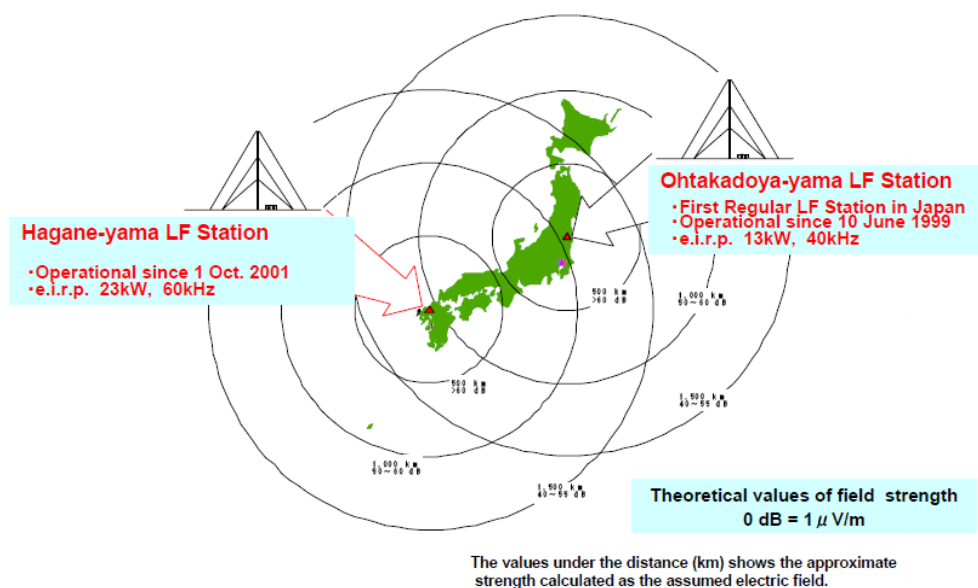 Ohtakadoya-yama LF Station
・First Regular LF Station in Japan
・Operational since 10 June 1999
・e.i.r.p. 13kW, 40kHz
Hagane-yama LF Station
・Operational since 1 Oct. 2001
・e.i.r.p. 23kW, 60kHz
500 km
>60 dB
1,000 km
50~60 dB
1,500 km
40~55 dB
500 km
>60 dB
1,000 km
50~60 dB
1,500 km
40~55 dB
Theoretical values of field strength
0 dB = 1 μ V/m
The values under the distance (km) shows the approximate
strength calculated as the assumed electric field.